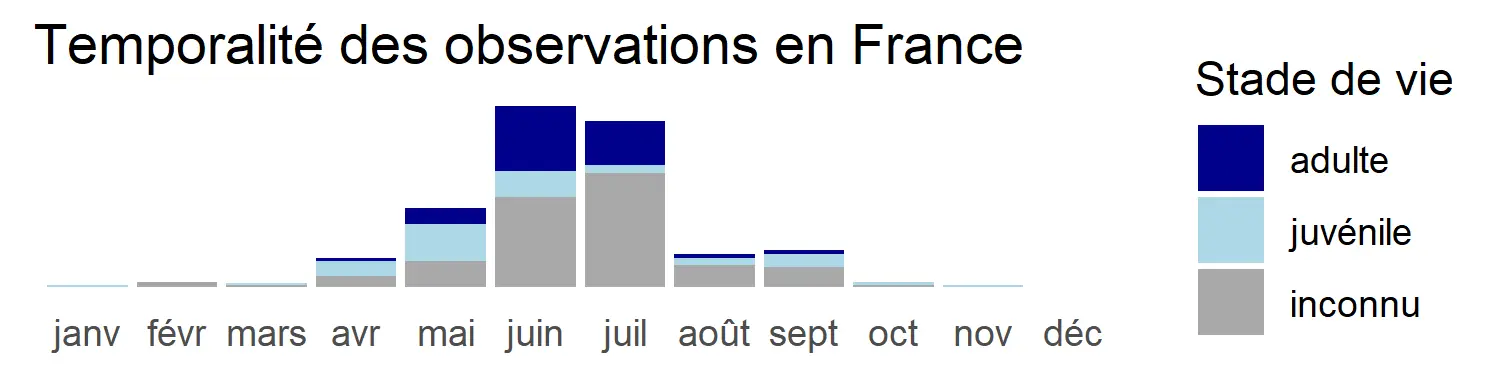 Temporalité des observations en France
Stade de vie
adulte
juvénile
inconnu
janv févr mars avr mai juin juil août sept oct nov déc